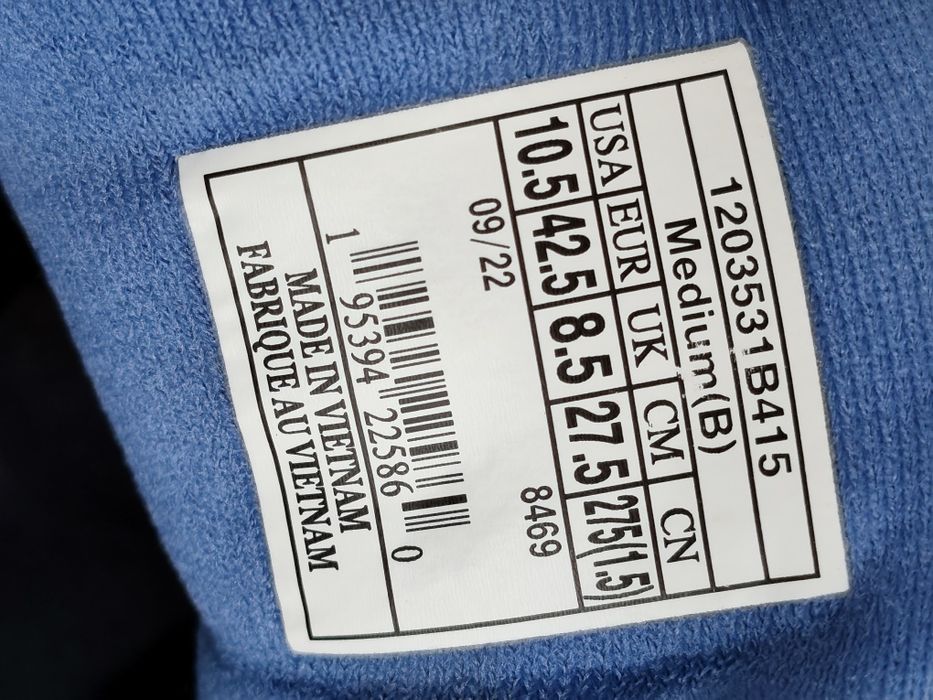 1203531B415
Medium(B)
USA EUR UK CM CN
10.5 42.5 8.5 27.5 275(1.5)
09/22 8469
1 95394 22586 0
MADE IN VIETNAM
FABRIQUE AU VIETNAM